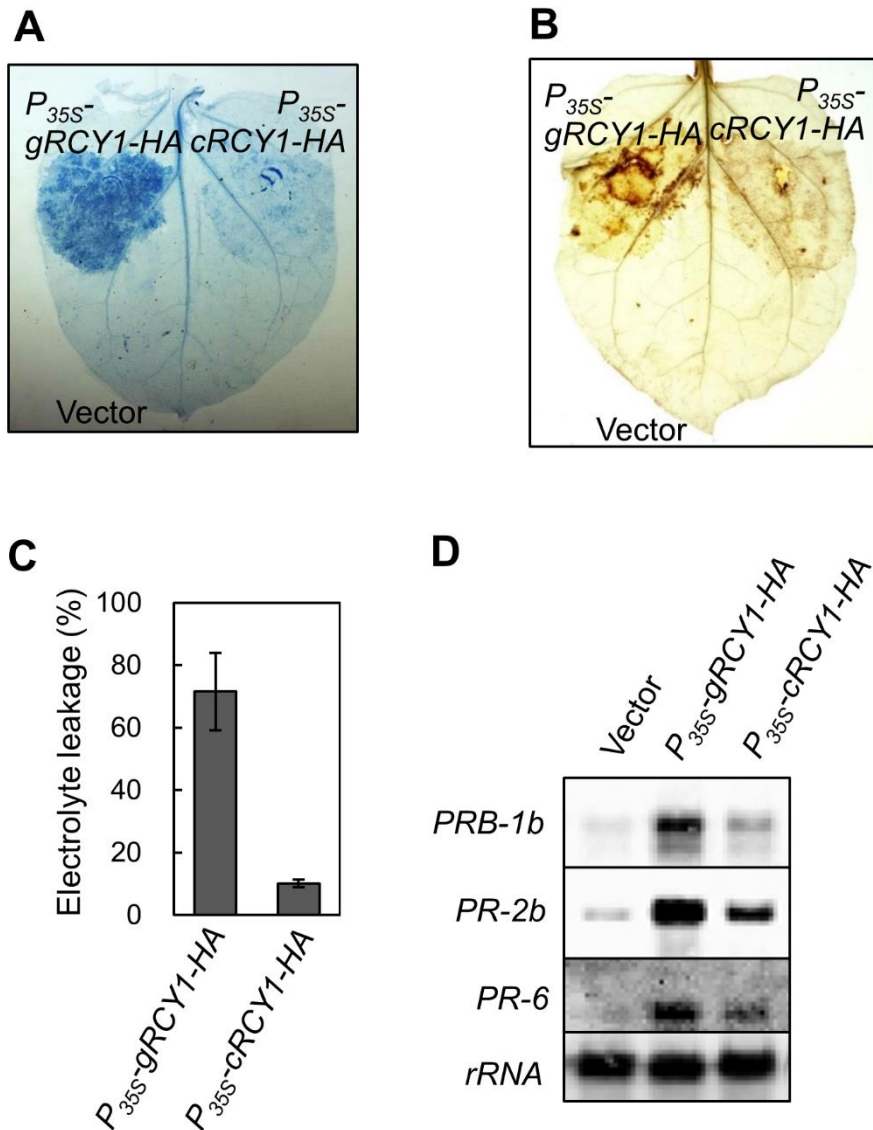 A
P35S- P35S-
gRCY1-HA cRCY1-HA
Vector
B
P35S- P35S-
gRCY1-HA cRCY1-HA
Vector
C
Electrolyte leakage (%)
100
80
60
40
20
0
P35S-gRCY1-HA
P35S-cRCY1-HA
D
Vector
P35S-gRCY1-HA
P35S-cRCY1-HA
PRB-1b
PR-2b
PR-6
rRNA